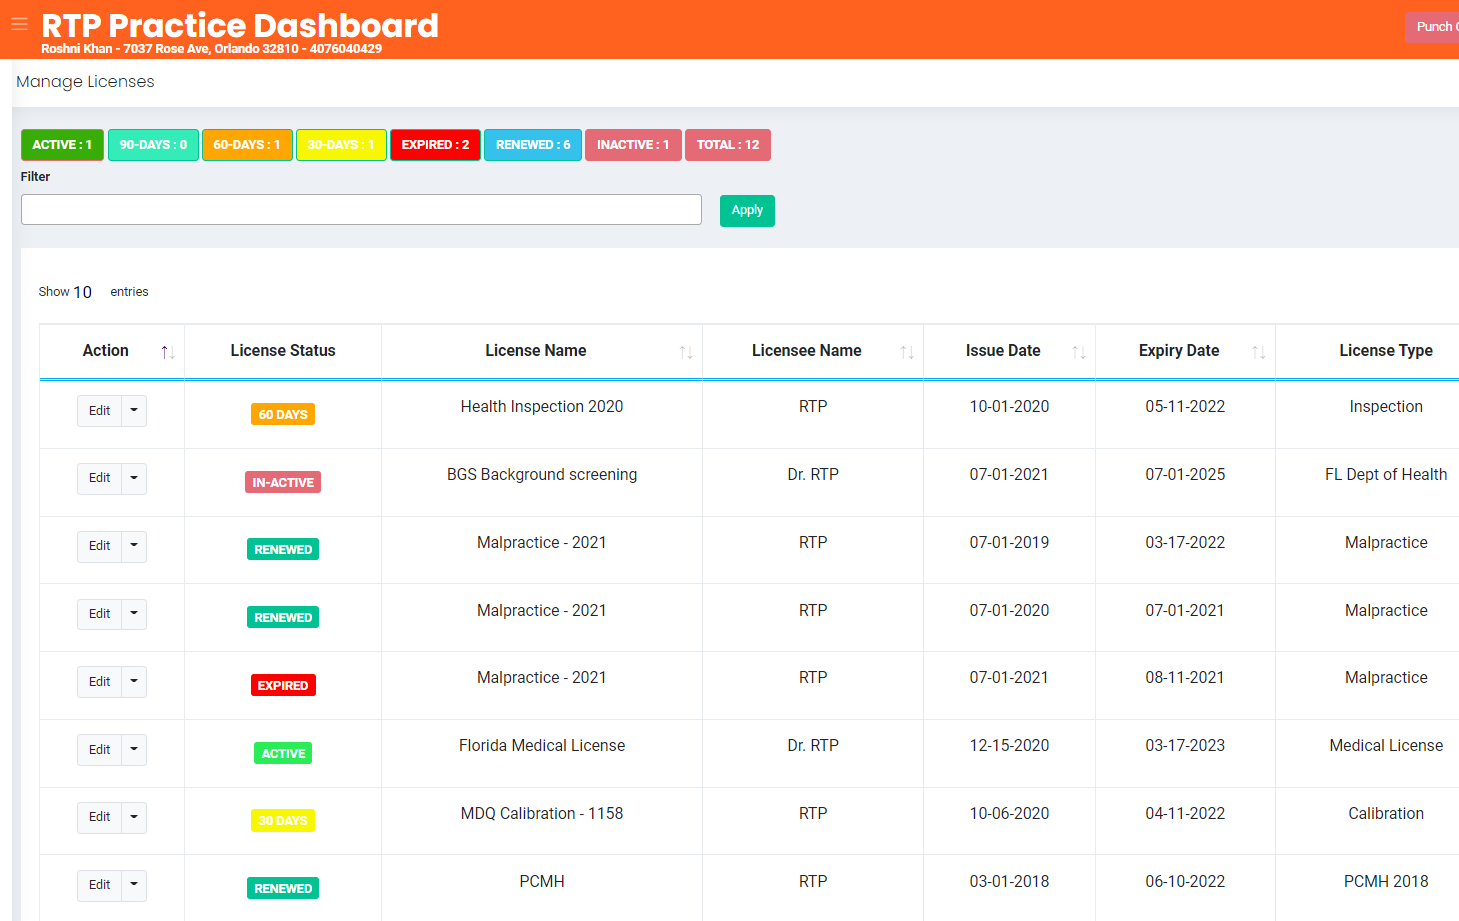 RTP Practice Dashboard
Roshni Khan - 7037 Rose Ave, Orlando 32810 - 4076040429
Punch
Manage Licenses
ACTIVE : 1 90-DAYS : 0 60-DAYS : 1 30-DAYS : 1 EXPIRED : 2 RENEWED : 6 INACTIVE : 1 TOTAL : 12
Filter
Apply
Show 10 entries
Action License Status License Name Licensee Name Issue Date Expiry Date License Type
Edit 60 DAYS Health Inspection 2020 RTP 10-01-2020 05-11-2022 Inspection
Edit IN-ACTIVE BGS Background screening Dr. RTP 07-01-2021 07-01-2025 FL Dept of Health
Edit RENEWED Malpractice - 2021 RTP 07-01-2019 03-17-2022 Malpractice
Edit RENEWED Malpractice - 2021 RTP 07-01-2020 07-01-2021 Malpractice
Edit EXPIRED Malpractice - 2021 RTP 07-01-2021 08-11-2021 Malpractice
Edit ACTIVE Florida Medical License Dr. RTP 12-15-2020 03-17-2023 Medical License
Edit 30 DAYS MDQ Calibration - 1158 RTP 10-06-2020 04-11-2022 Calibration
Edit RENEWED PCMH RTP 03-01-2018 06-10-2022 PCMH 2018